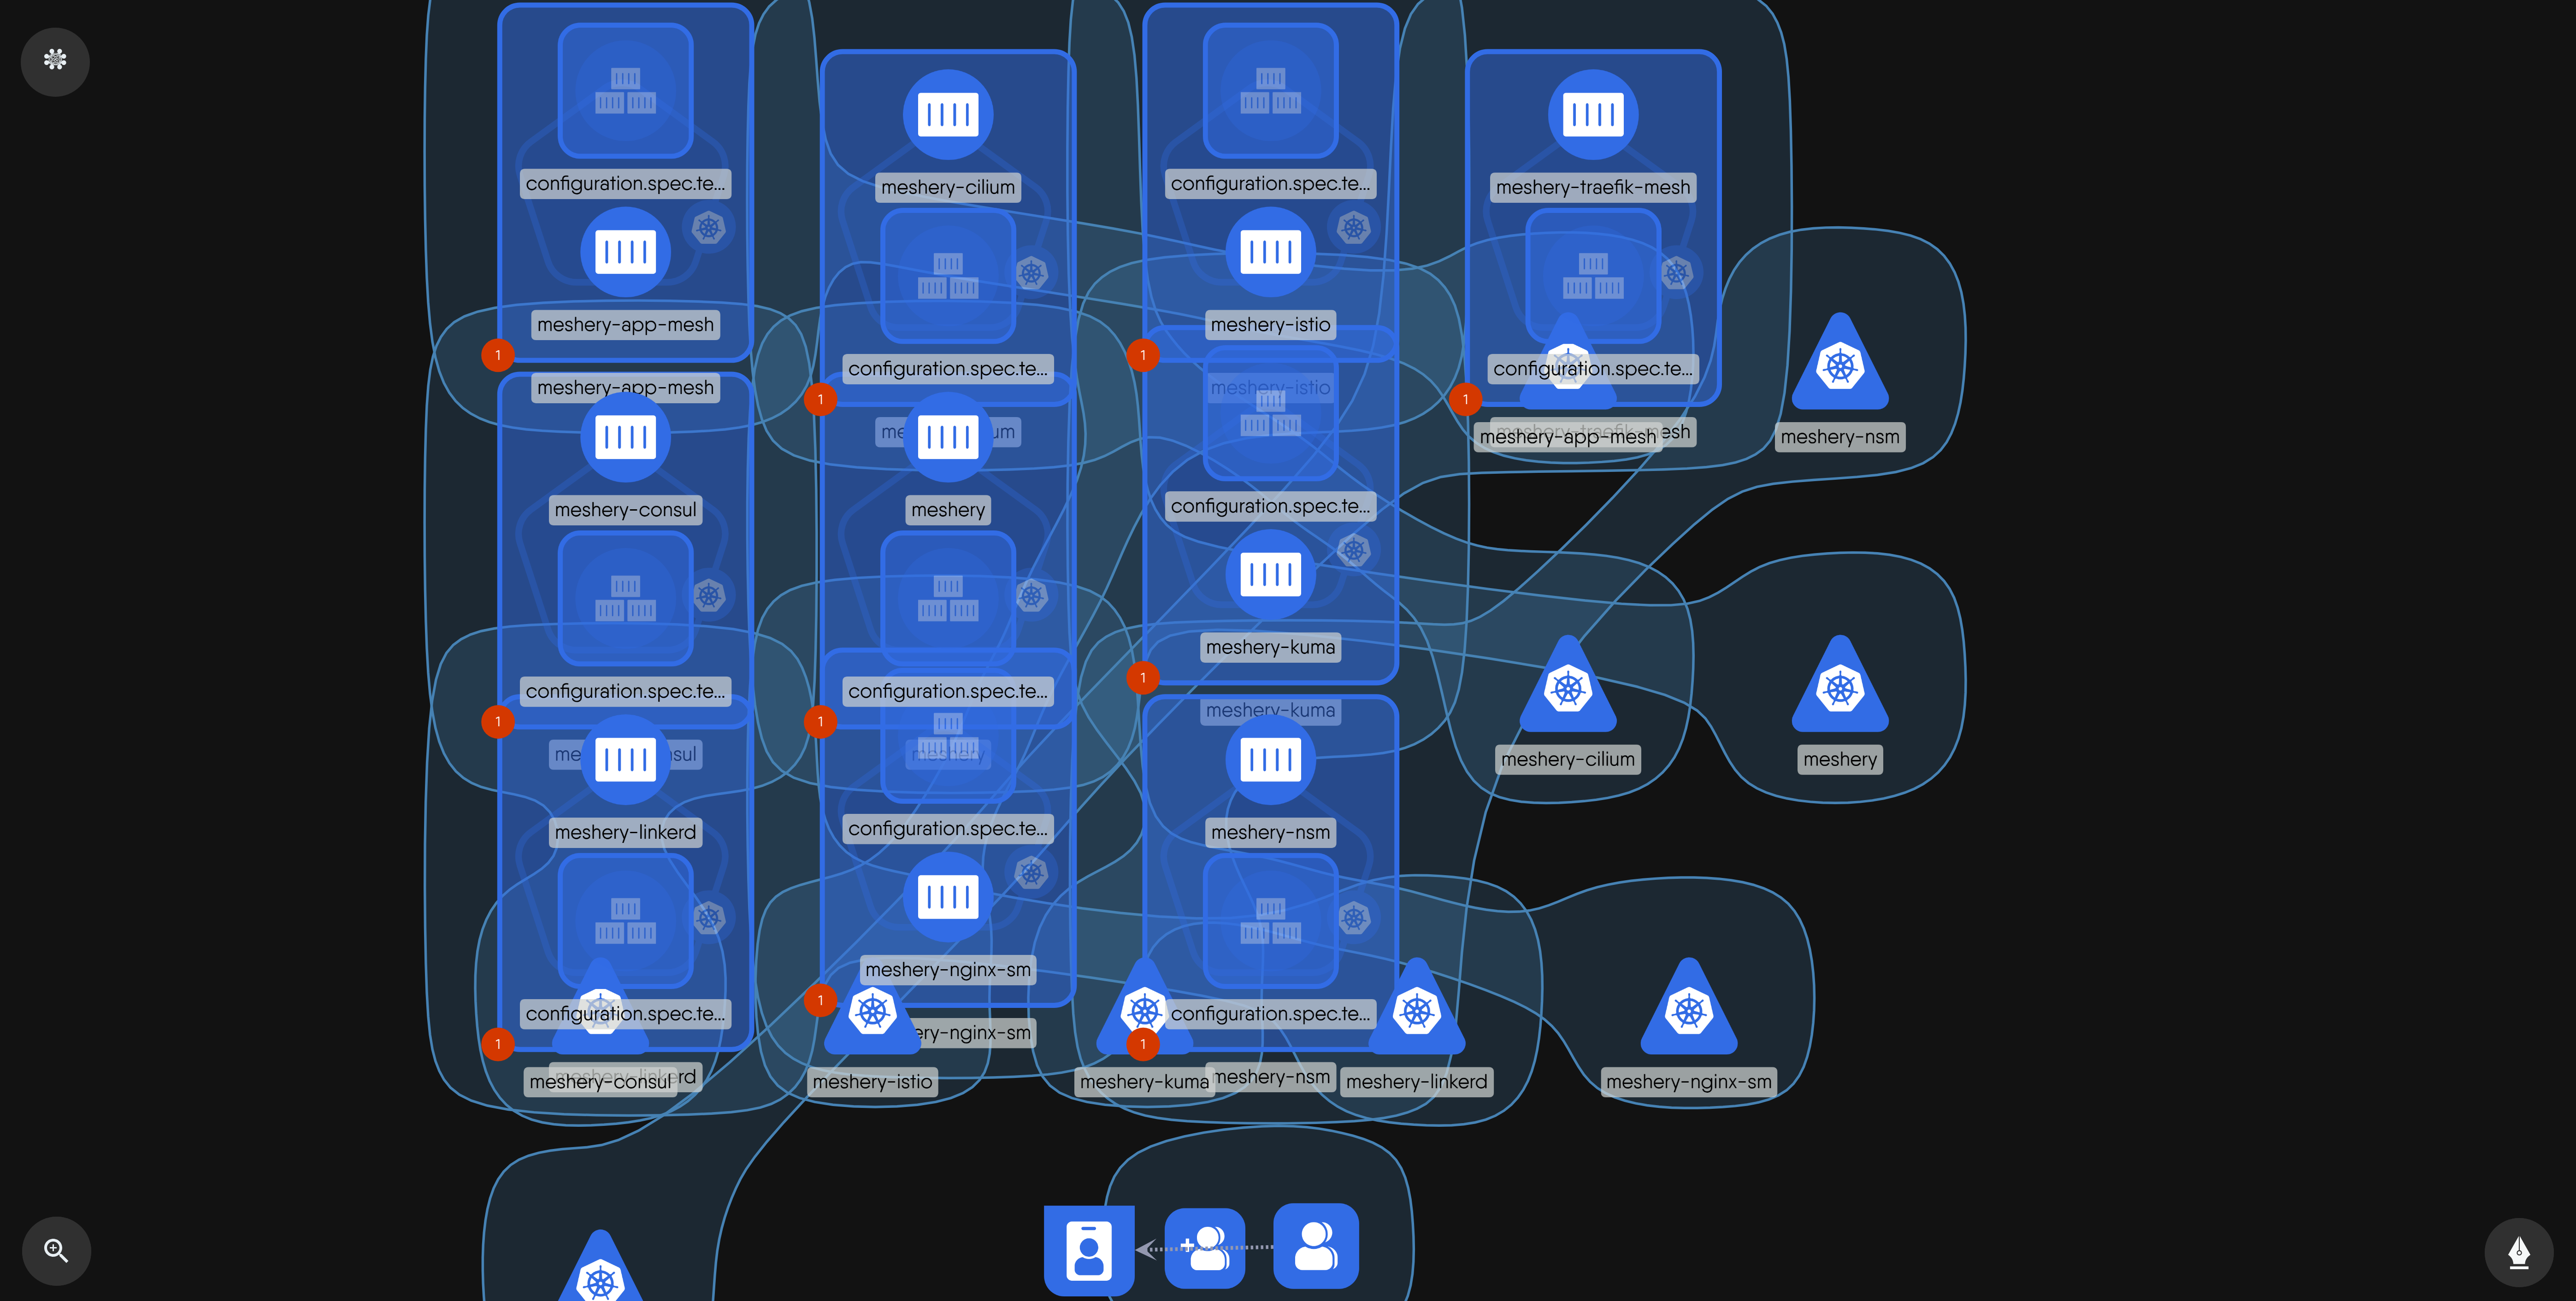 configuration.spec.te...
configuration.spec.te...
meshery-cilium
meshery-traefik-mesh
meshery-app-mesh
meshery-istio
1
1
configuration.spec.te...
configuration.spec.te...
meshery-app-mesh
meshery-istio
1
1
me um
meshery-app-mesh
esh
meshery-nsm
meshery-consul
meshery
configuration.spec.te...
meshery-kuma
1
configuration.spec.te...
configuration.spec.te...
meshery-kuma
1
1
me sul
meshery
meshery-cilium
meshery
meshery-linkerd
configuration.spec.te...
meshery-nsm
meshery-nginx-sm
1
configuration.spec.te...
configuration.spec.te...
ery-nginx-sm
1
1
meshery-consul
rd
meshery-istio
meshery-kuma
meshery-nsm
meshery-linkerd
meshery-nginx-sm